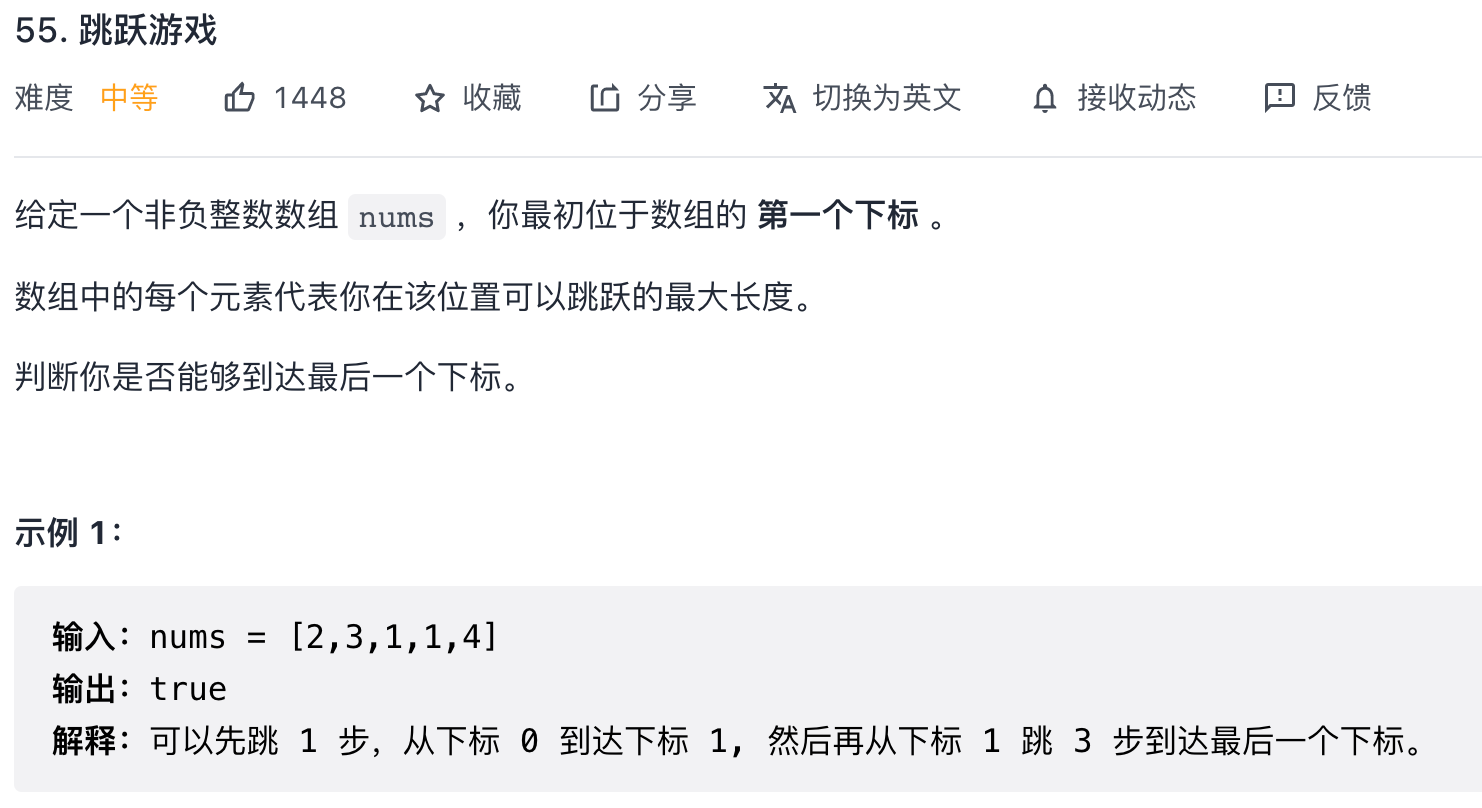 55. 跳跃游戏
难度 中等 1448 收藏 分享 切换为英文 接收动态 反馈
给定一个非负整数数组 nums ，你最初位于数组的 第一个下标 。
数组中的每个元素代表你在该位置可以跳跃的最大长度。
判断你是否能够到达最后一个下标。
示例 1：
输入：nums = [2,3,1,1,4]
输出：true
解释：可以先跳 1 步，从下标 0 到达下标 1, 然后再从下标 1 跳 3 步到达最后一个下标。